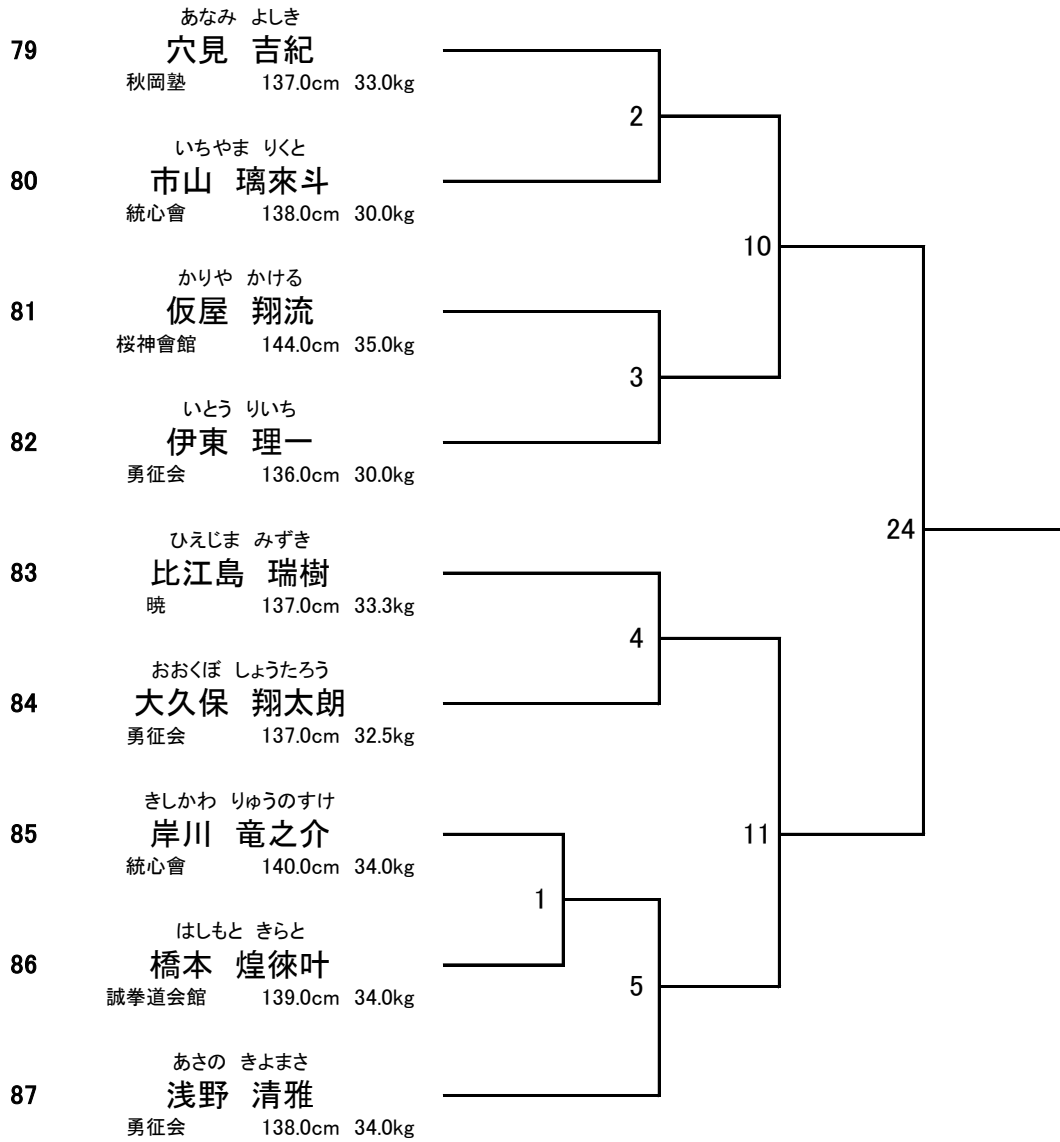 あなみ よしき
79 穴見 吉紀
秋岡塾 137.0cm 33.0kg
2
いちやま りくと
80 市山 璃來斗
統心會 138.0cm 30.0kg
10
かりや かける
81 仮屋 翔流
桜神會館 144.0cm 35.0kg
3
いとう りいち
82 伊東 理一
勇征会 136.0cm 30.0kg
24
ひえじま みずき
83 比江島 瑞樹
暁 137.0cm 33.3kg
4
おおくぼ しょうたろう
84 大久保 翔太朗
勇征会 137.0cm 32.5kg
きしかわ りゅうのすけ
85 岸川 竜之介
11
統心會 140.0cm 34.0kg
1
はしもと きらと
86 橋本 煌徠叶
5
誠拳道会館 139.0cm 34.0kg
あさの きよまさ
87 浅野 清雅
勇征会 138.0cm 34.0kg